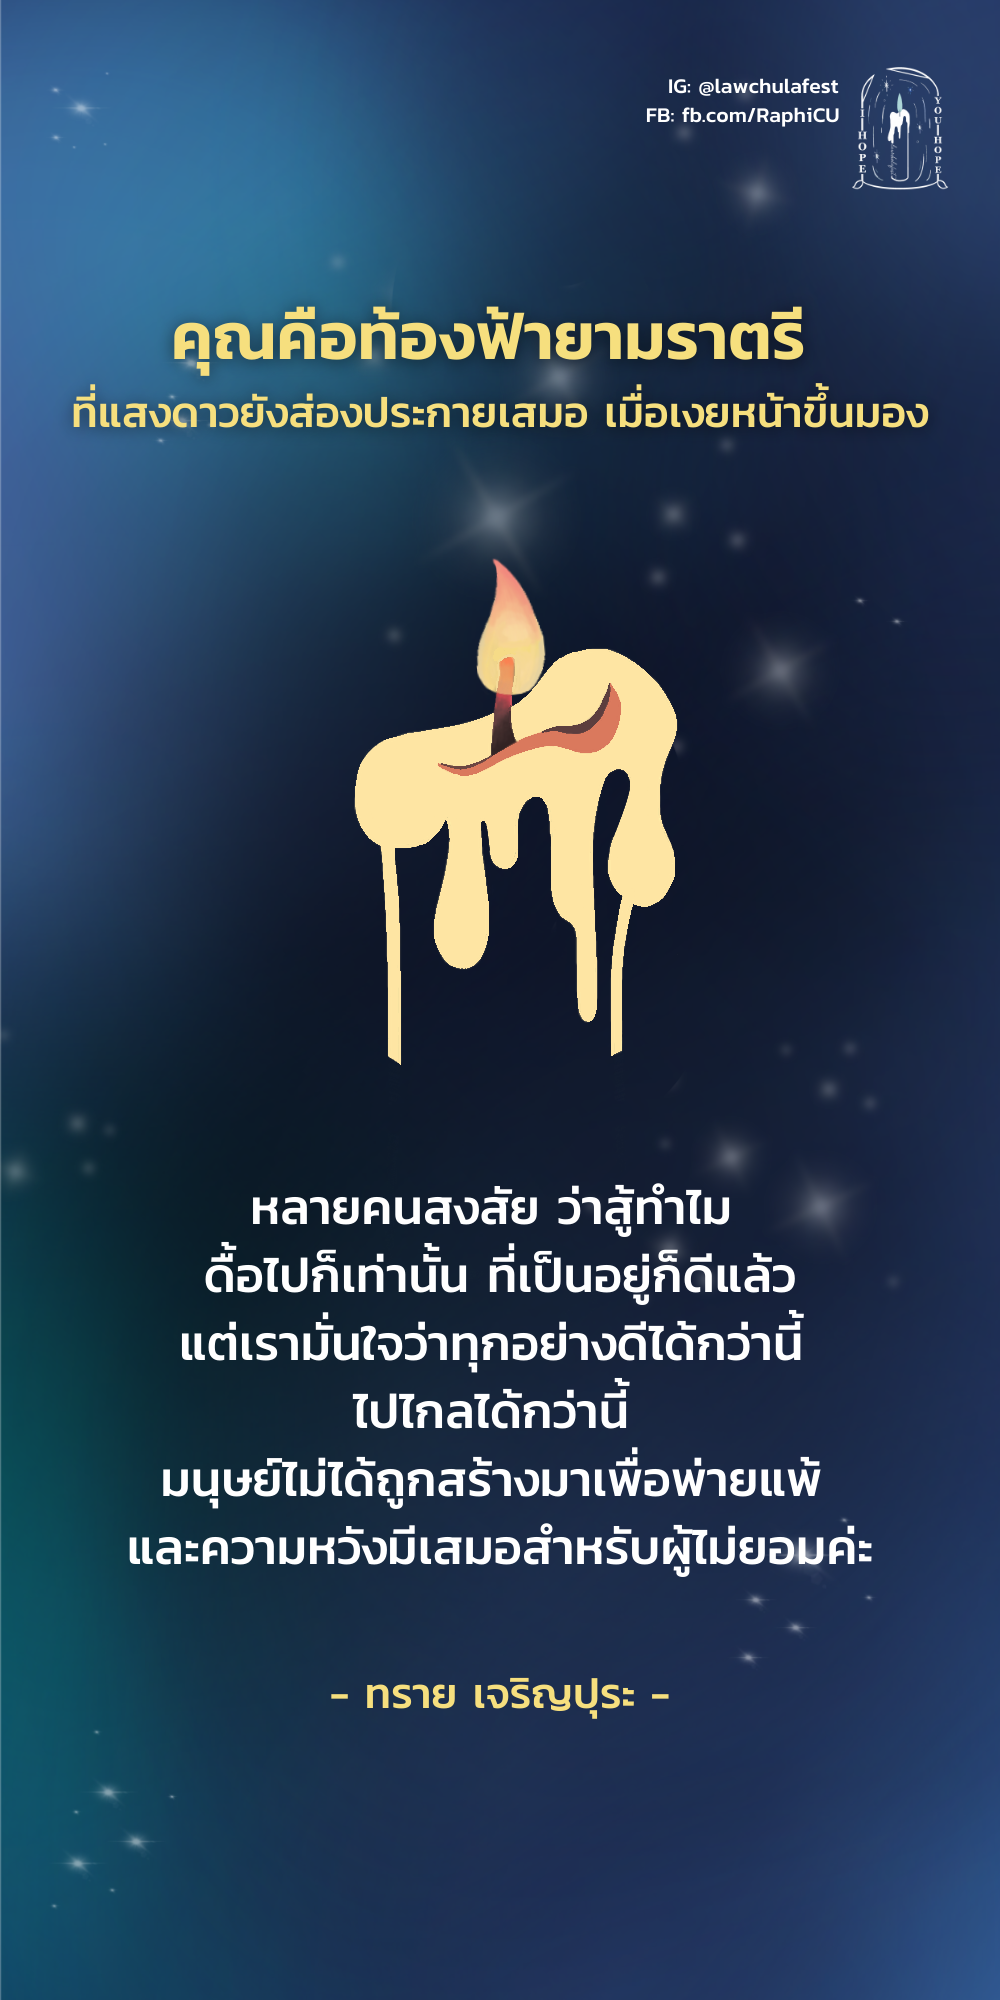 IG: @lawchulafest
FB: fb.com/RaphiCU
I HOPE
YOU HOPE
คุณคือท้องฟ้ายามราตรี
ที่แสงดาวยังส่องประกายเสมอ เมื่อเงยหน้าขึ้นมอง
หลายคนสงสัย ว่าสู้ทำไม
ดื้อไปก็เท่านั้น ที่เป็นอยู่ก็ดีแล้ว
แต่เรามั่นใจว่าทุกอย่างดีได้กว่านี้
ไปไกลได้กว่านี้
มนุษย์ไม่ได้ถูกสร้างมาเพื่อพ่ายแพ้
และความหวังมีเสมอสำหรับผู้ไม่ยอมค่ะ
- ทราย เจริญปุระ -